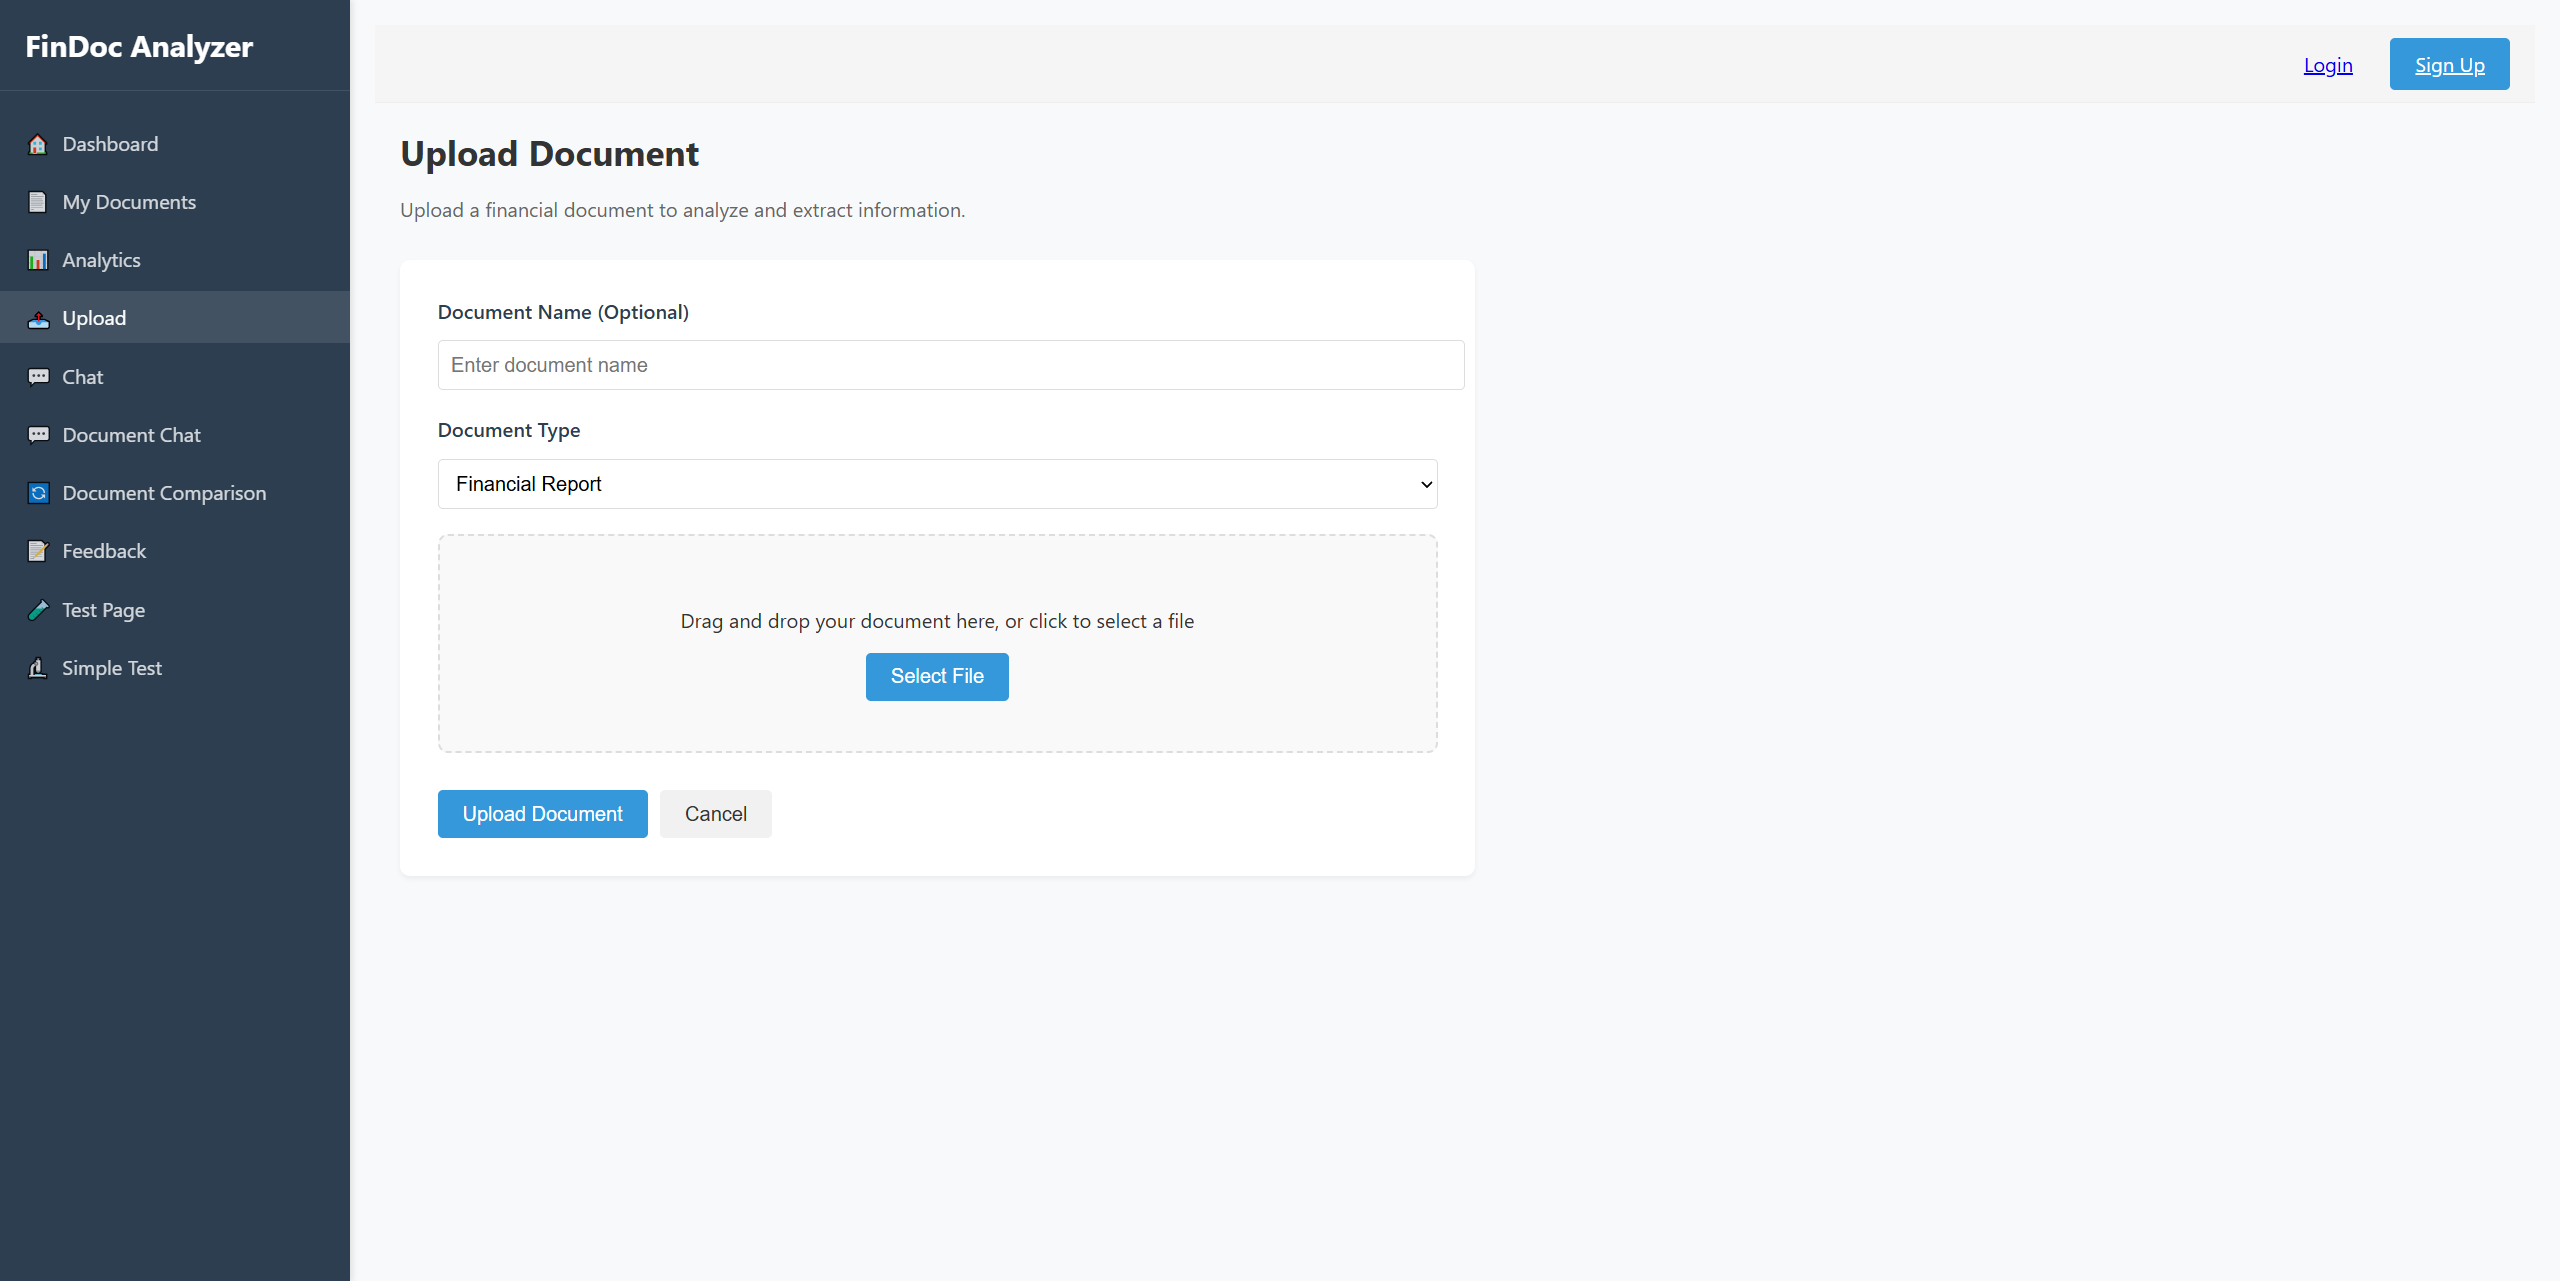 FinDoc Analyzer
Dashboard
My Documents
Analytics
Upload
Chat
Document Chat
Document Comparison
Feedback
Test Page
Simple Test
Login
Sign Up
Upload Document
Upload a financial document to analyze and extract information.
Document Name (Optional)
Enter document name
Document Type
Financial Report
Drag and drop your document here, or click to select a file
Select File
Upload Document
Cancel